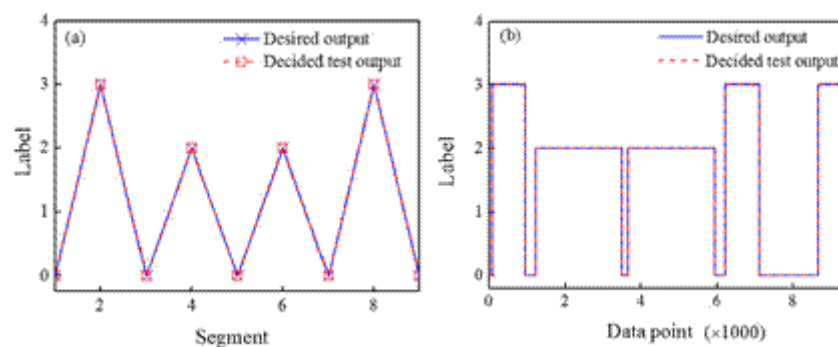 (a)
Desired output
Decided test output
4
3
2
1
0
Label
2
4
6
8
Segment
(b)
Desired output
Decided test output
4
3
2
1
0
Label
0
2
4
6
8
Data point (×1000)